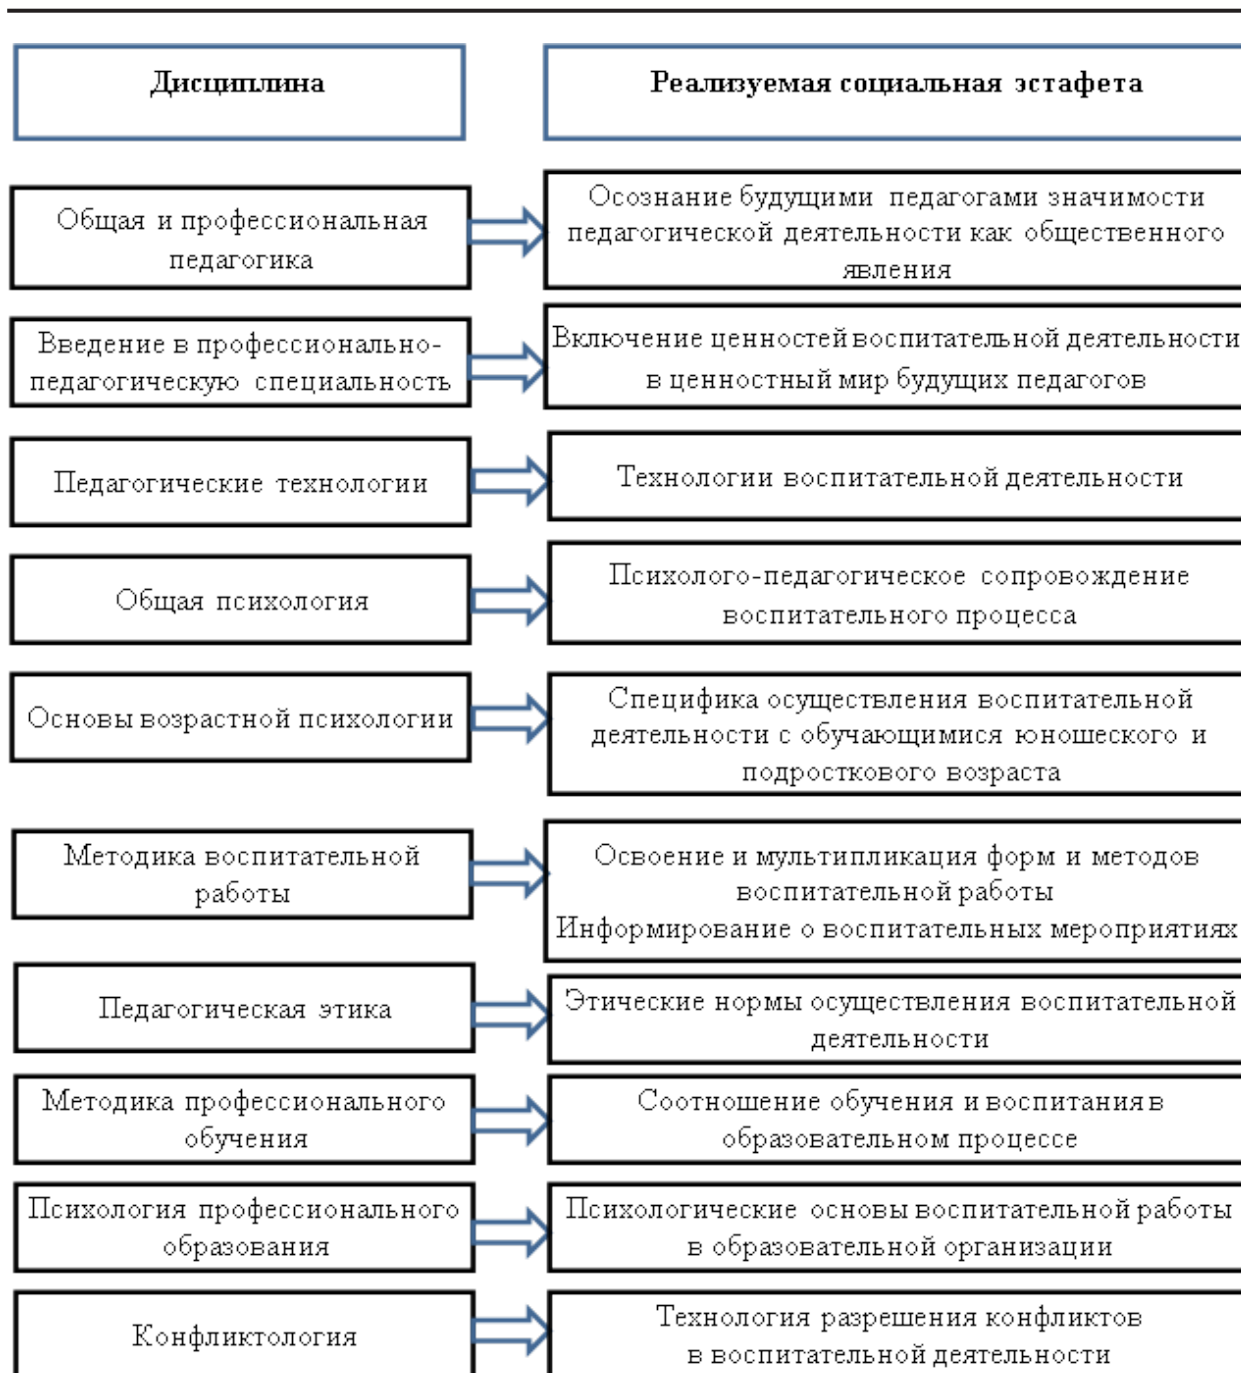 Дисциплина
Реализуемая социальная эстафета
Общая и профессиональная
педагогика
Осознание будущими педагогами значимости
педагогической деятельности как общественного
явления
Введение в профессионально-
педагогическую специальность
Включение ценностей воспитательной деятельности
в ценностный мир будущих педагогов
Педагогические технологии
Технологии воспитательной деятельности
Общая психология
Психолого-педагогическое сопровождение
воспитательного процесса
Основы возрастной психологии
Специфика осуществления воспитательной
деятельности с обучающимися юношеского и
подросткового возраста
Методика воспитательной
работы
Освоение и мультипликация форм и методов
воспитательной работы
Информирование о воспитательных мероприятиях
Педагогическая этика
Этические нормы осуществления воспитательной
деятельности
Методика профессионального
обучения
Соотношение обучения и воспитания в
образовательном процессе
Психология профессионального
образования
Психологические основы воспитательной работы
в образовательной организации
Конфликтология
Технология разрешения конфликтов
в воспитательной деятельности